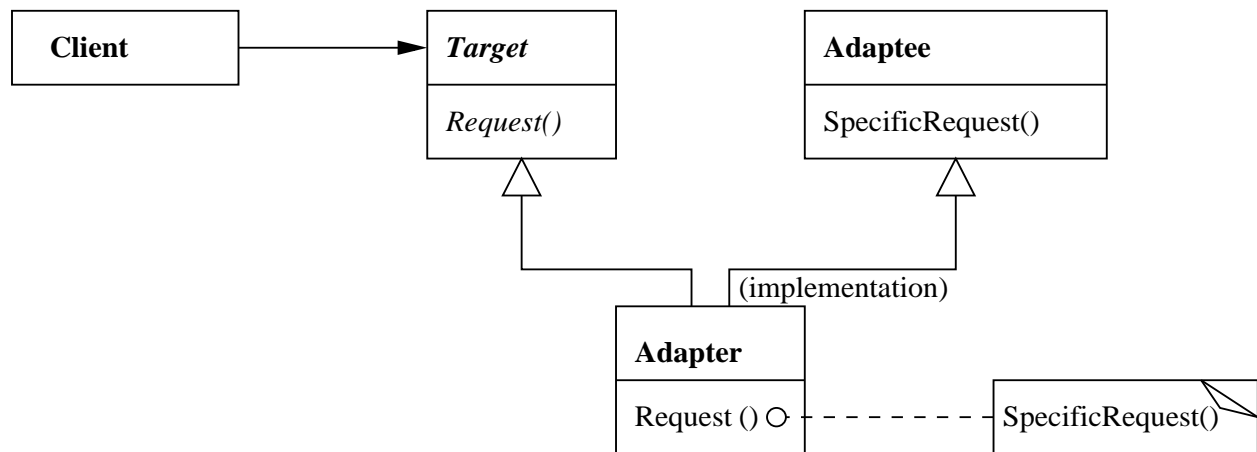 Client
Target
Adaptee
Request()
SpecificRequest()
(implementation)
Adapter
Request ()
SpecificRequest()